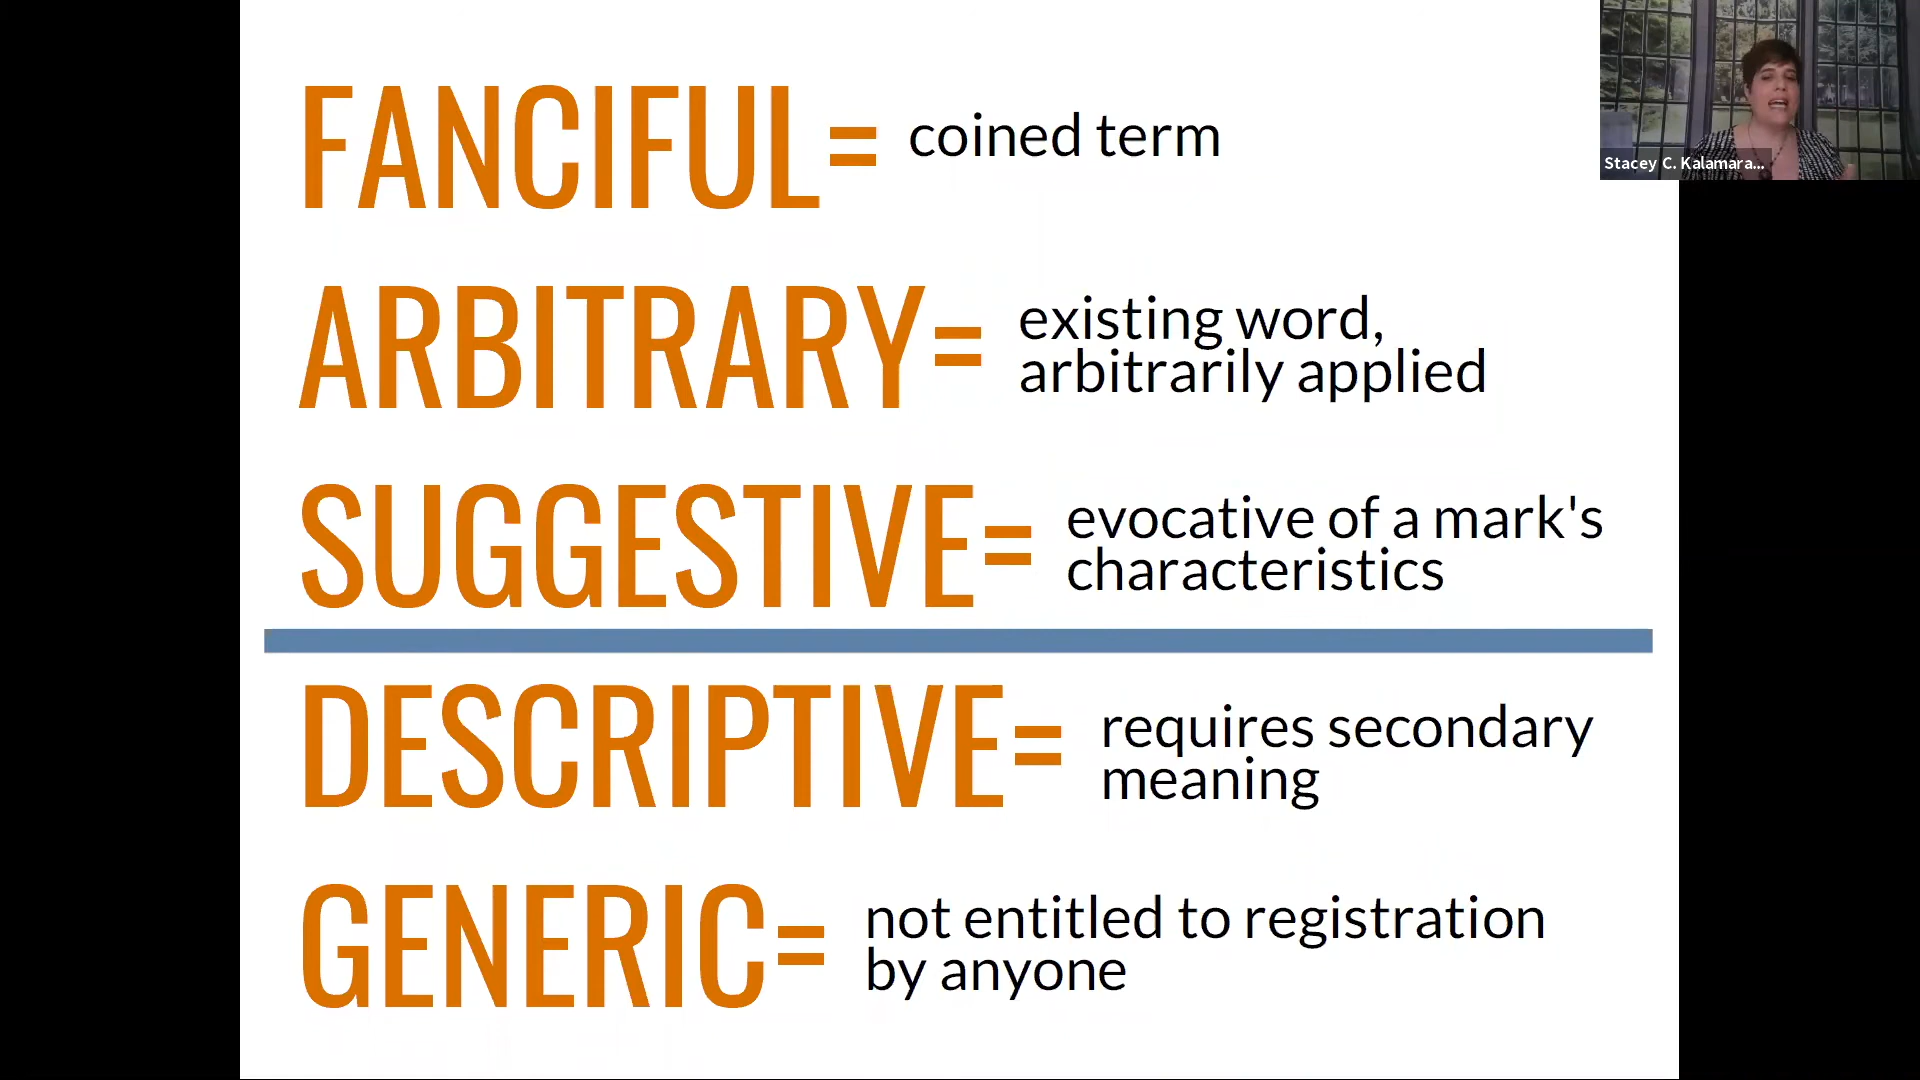 FANCIFUL= coined term
ARBITRARY= existing word,
arbitrarily applied
SUGGESTIVE= evocative of a mark's
characteristics
DESCRIPTIVE= requires secondary
meaning
GENERIC= not entitled to registration
by anyone
Stacey C. Kalamara...